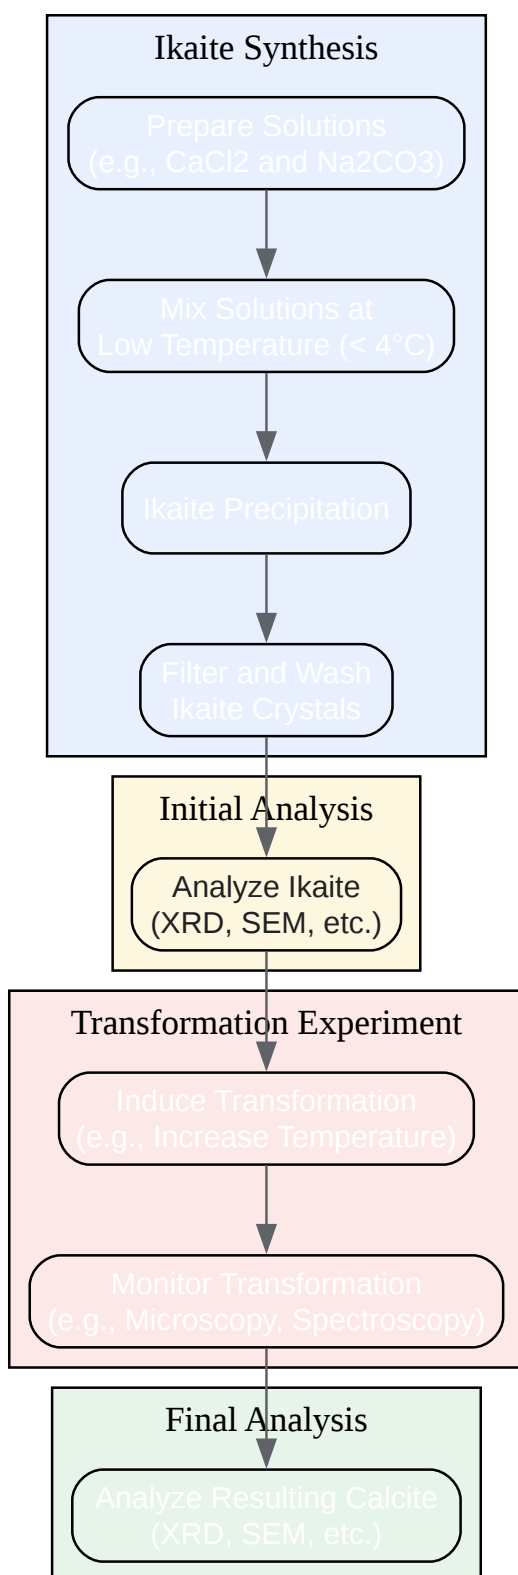 Ikaite Synthesis
Prepare Solutions
(e.g., CaCl2 and Na2CO3)
Mix Solutions at
Low Temperature (< 4°C)
Ikaite Precipitation
Filter and Wash
Ikaite Crystals
Initial Analysis
Analyze Ikaite
(XRD, SEM, etc.)
Transformation Experiment
Induce Transformation
(e.g., Increase Temperature)
Monitor Transformation
(e.g., Microscopy, Spectroscopy)
Final Analysis
Analyze Resulting Calcite
(XRD, SEM, etc.)